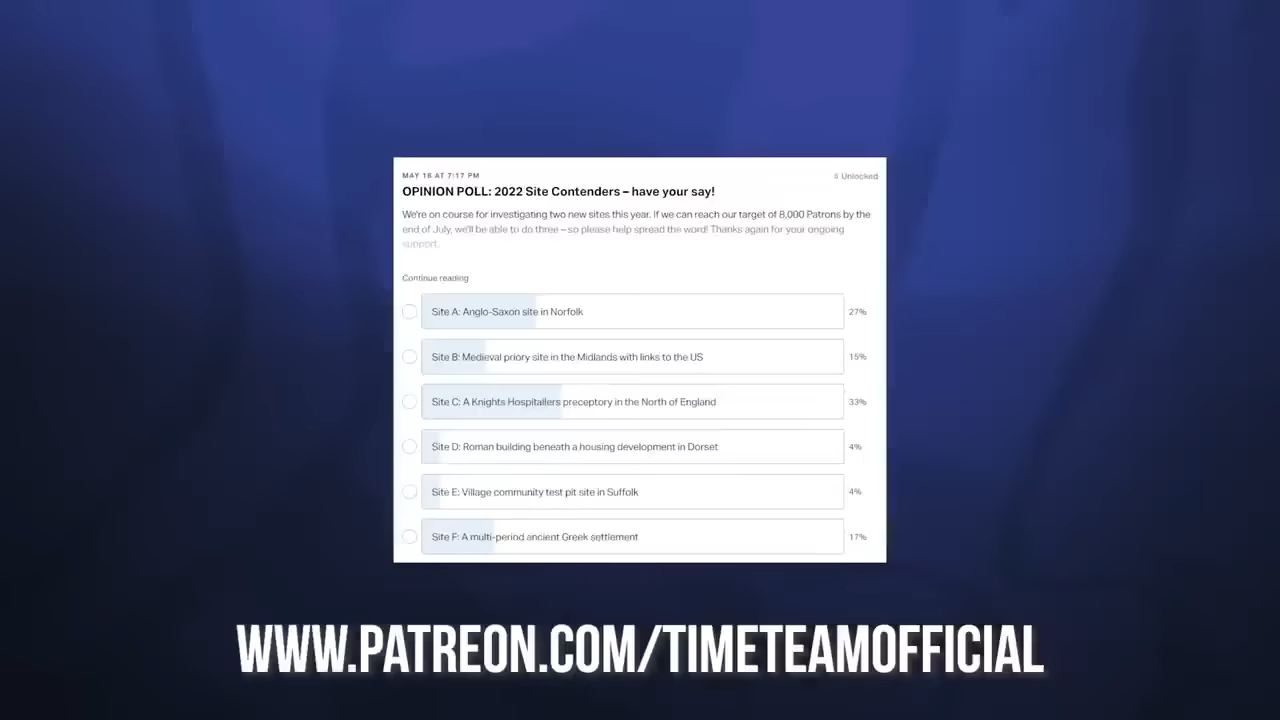 MAY 16 AT 7:17 PM
Unlocked
OPINION POLL: 2022 Site Contenders – have your say!
We're on course for investigating two new sites this year. If we can reach our target of 8,000 Patrons by the
end of July, we'll be able to do three – so please help spread the word! Thanks again for your ongoing
support.
Continue reading
Site A: Anglo-Saxon site in Norfolk
27%
Site B: Medieval priory site in the Midlands with links to the US
15%
Site C: A Knights Hospitallers preceptory in the North of England
33%
Site D: Roman building beneath a housing development in Dorset
4%
Site E: Village community test pit site in Suffolk
4%
Site F: A multi-period ancient Greek settlement
17%
WWW.PATREON.COM/TIMETEAMOFFICIAL